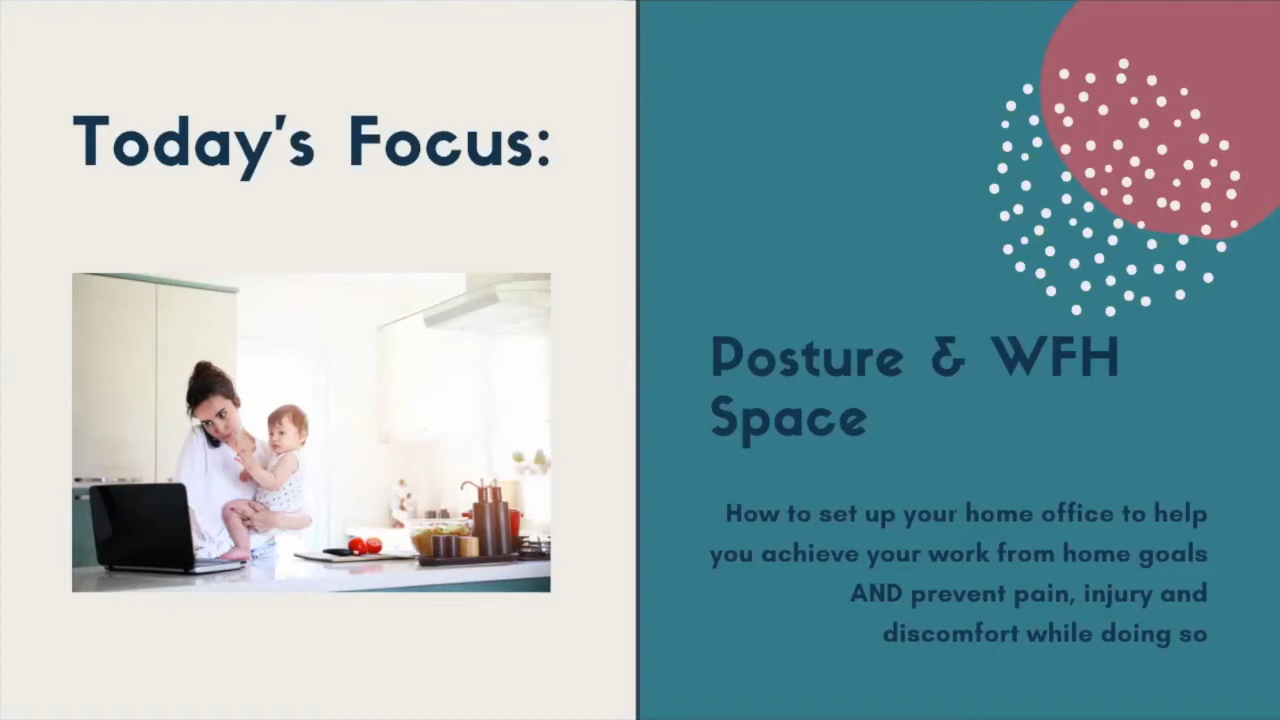 Today's Focus:
Posture & WFH
Space
How to set up your home office to help
you achieve your work from home goals
AND prevent pain, injury and
discomfort while doing so